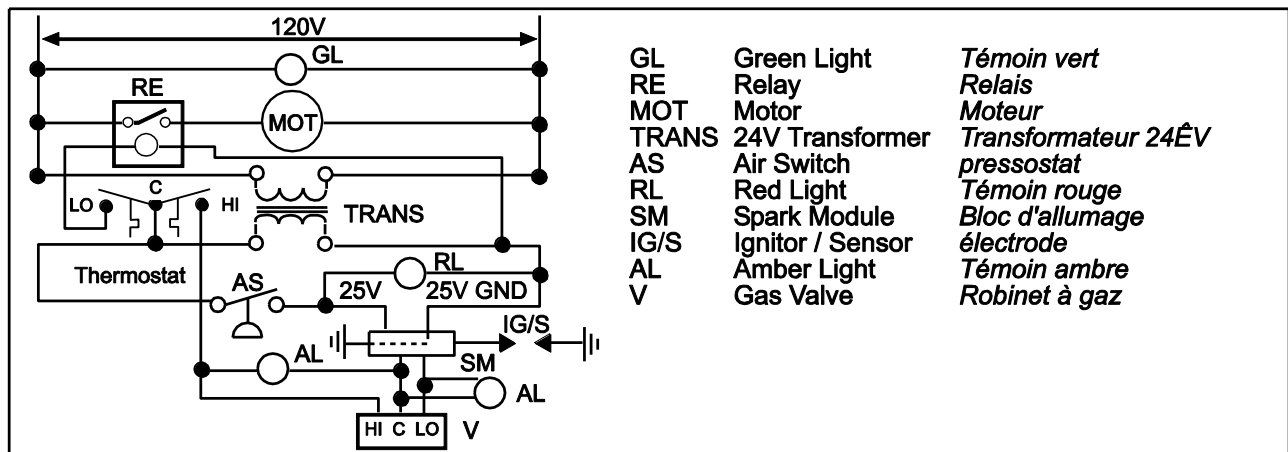 120V
GL
RE
MOT
LO C HI
TRANS
Thermostat
AS
RL
25V 25V GND
IG/S
AL
SM
AL
HI C LO V
GL Green Light Témoin vert
RE Relay Relais
MOT Motor Moteur
TRANS 24V Transformer Transformateur 24ÊV
AS Air Switch pressostat
RL Red Light Témoin rouge
SM Spark Module Bloc d'allumage
IG/S Ignitor / Sensor électrode
AL Amber Light Témoin ambre
V Gas Valve Robinet à gaz